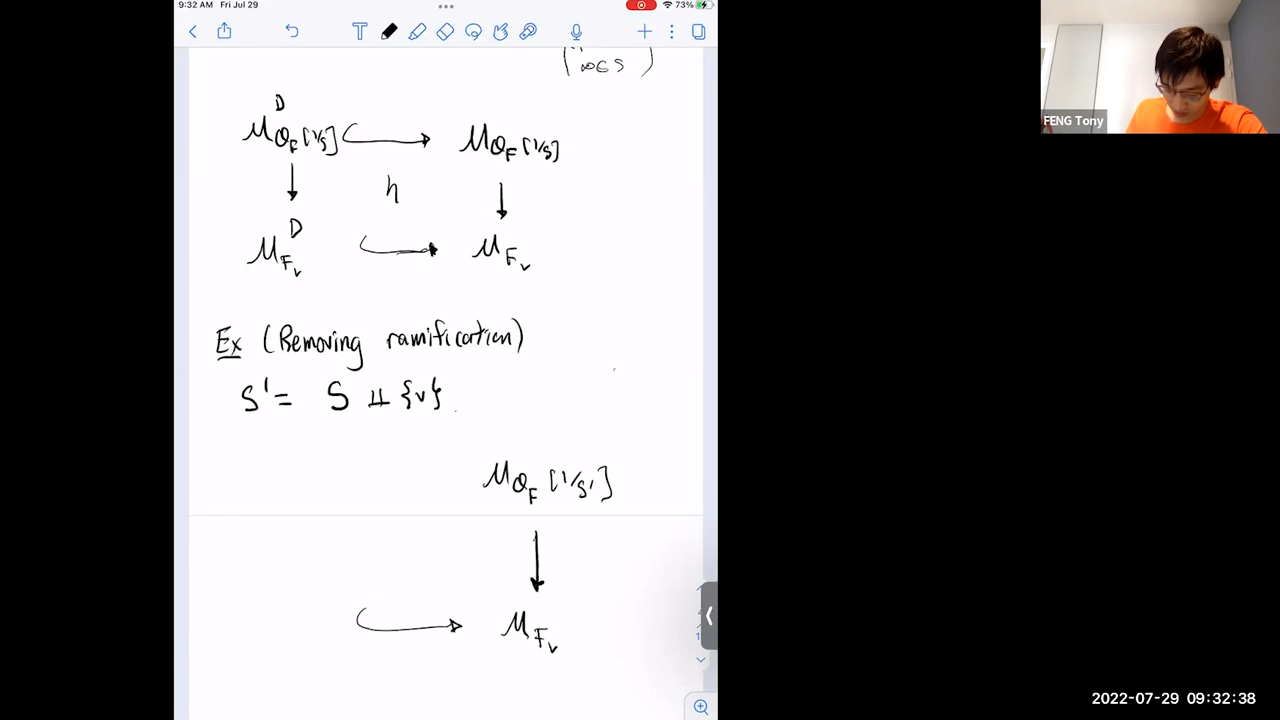 9:32 AM Fri Jul 29
73%
∞∈S
D
M_{O_F[1/S]} ↪ M_{O_F[1/S]}
↓ h ↓
D
M_{F_v} ↪ M_{F_v}
Ex (Removing ramification)
S' = S ⨿ {v}.
M_{O_F[1/S']}
↓
↪ M_{F_v}
FENG Tony
2022-07-29 09:32:38